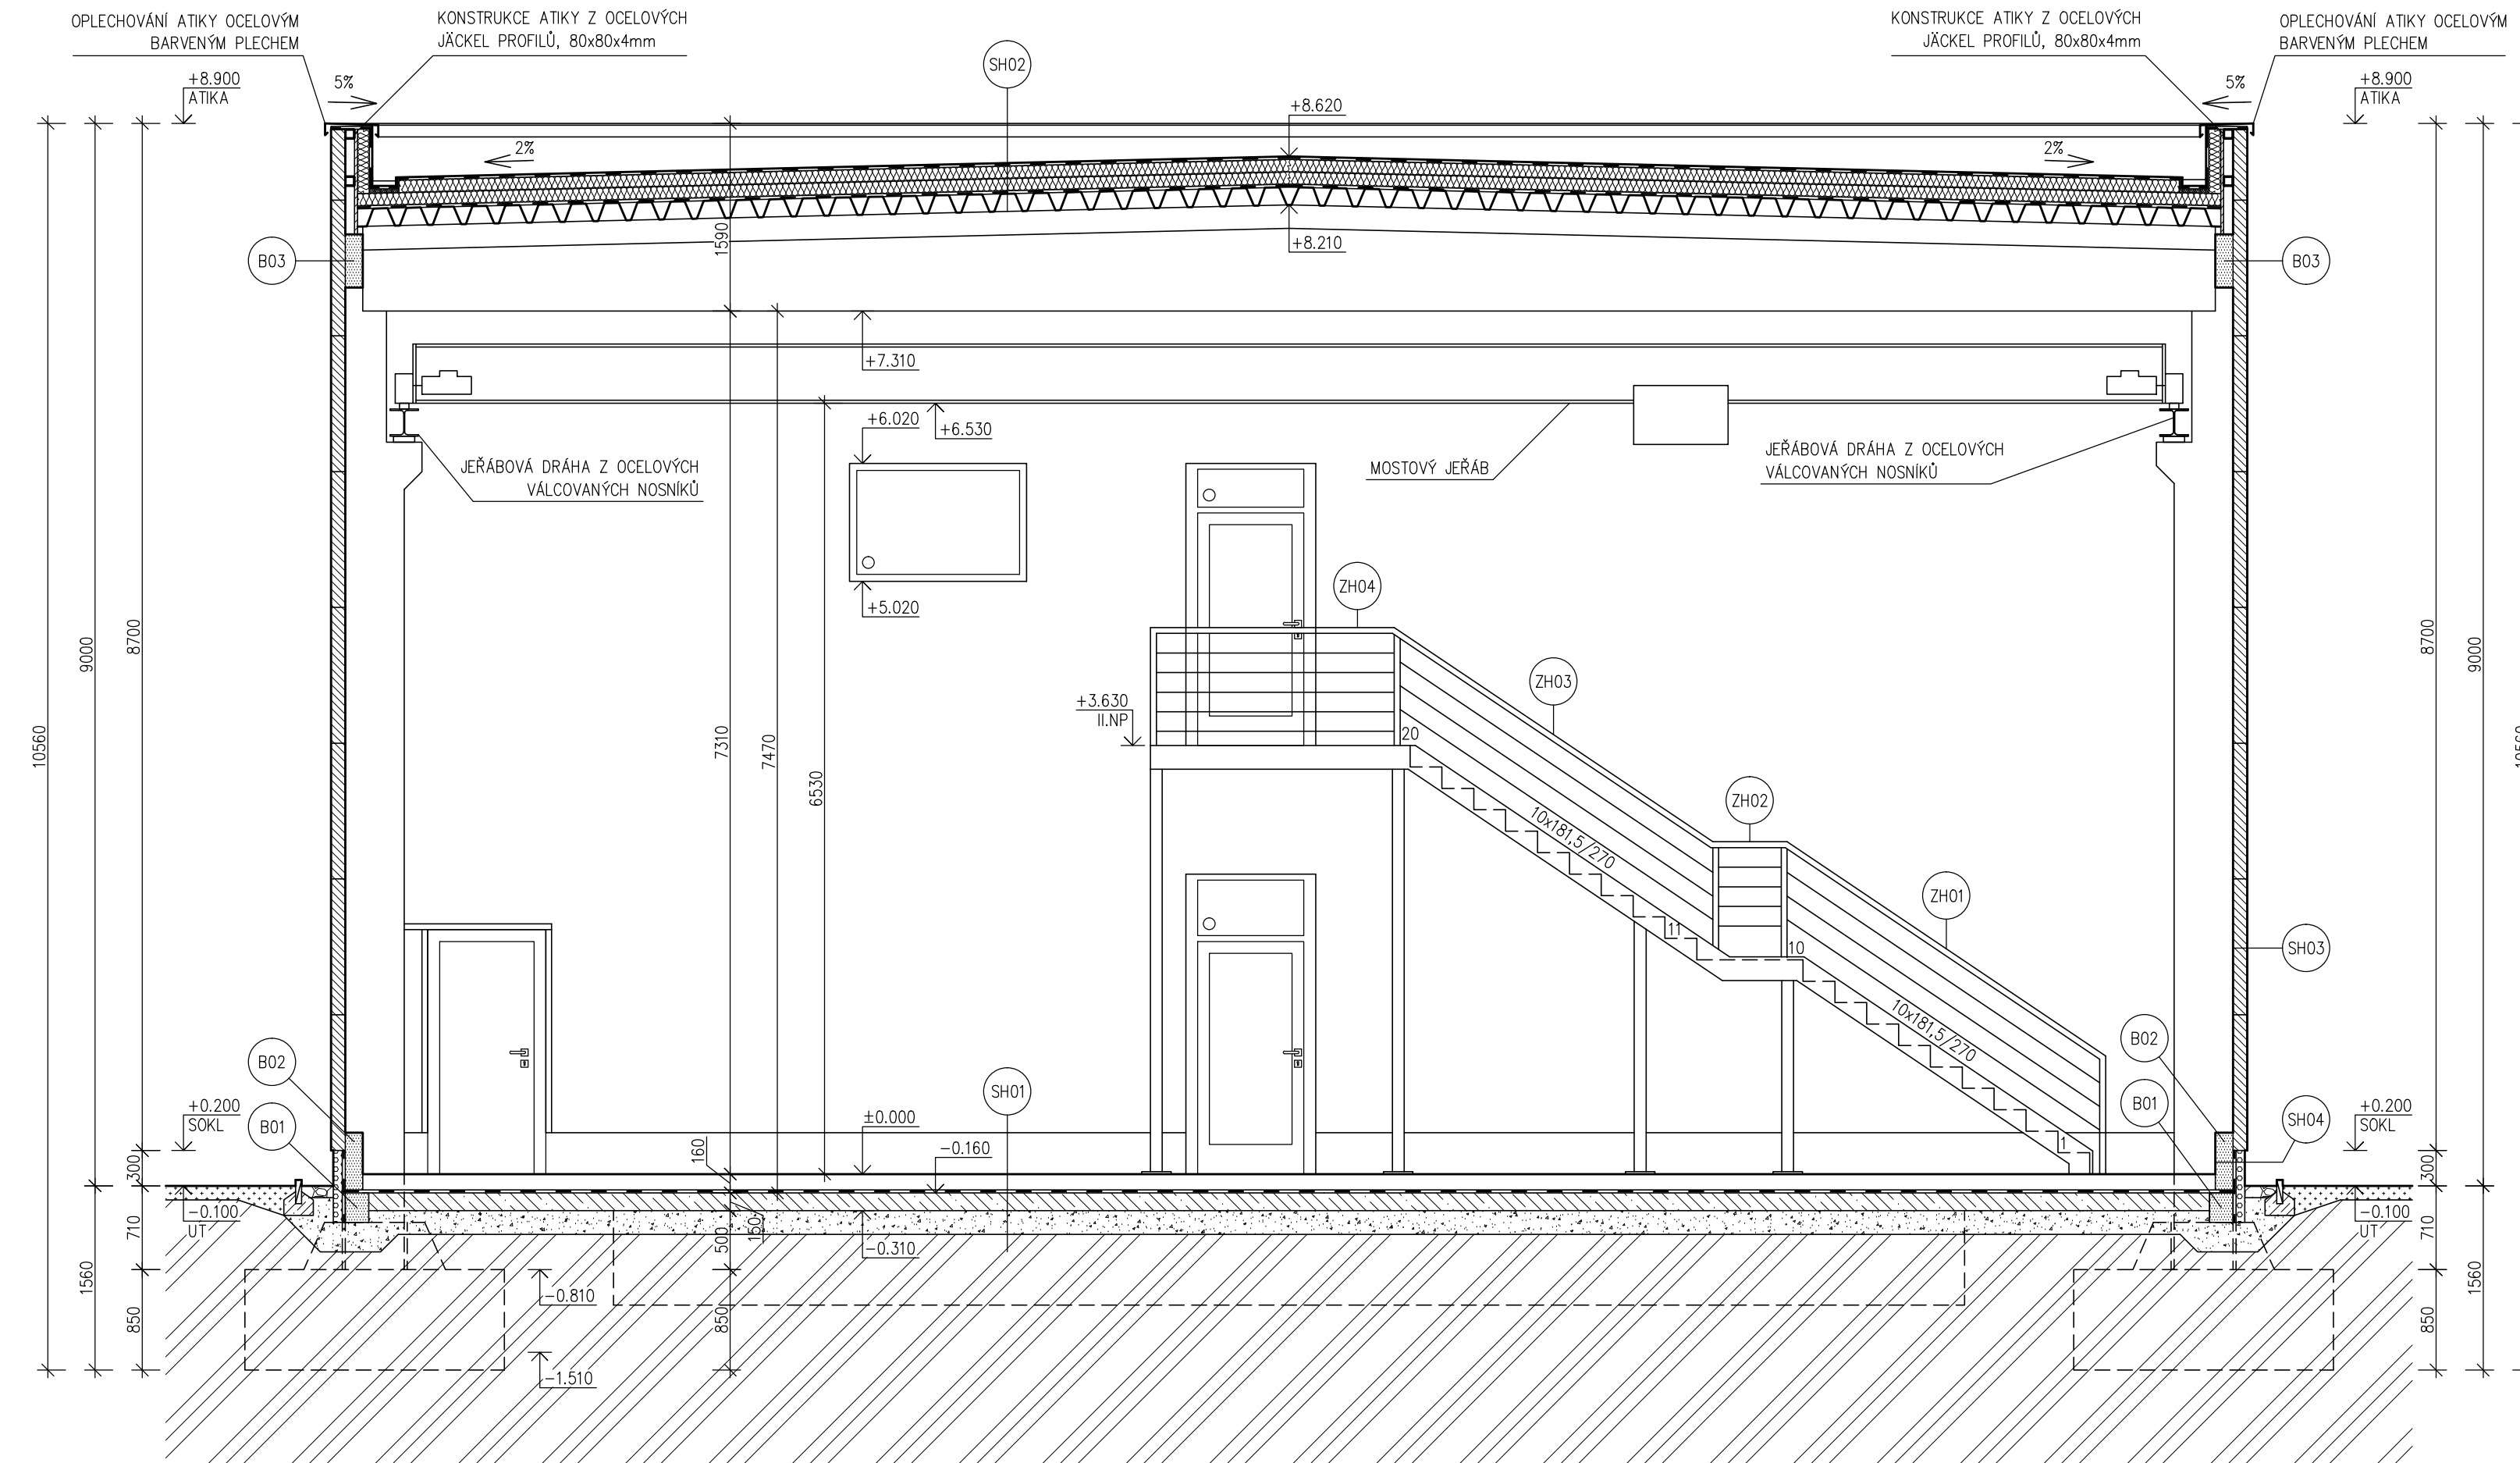 OPLECHOVÁNÍ ATIKY OCELOVÝM
BARVENÝM PLECHEM
KONSTRUKCE ATIKY Z OCELOVÝCH
JÄCKEL PROFILŮ, 80x80x4mm
SH02
KONSTRUKCE ATIKY Z OCELOVÝCH
JÄCKEL PROFILŮ, 80x80x4mm
OPLECHOVÁNÍ ATIKY OCELOVÝM
BARVENÝM PLECHEM
+8.900
ATIKA
5%
+8.620
5%
+8.900
ATIKA
2%
2%
1590
+8.210
B03
B03
+7.310
+6.020
+6.530
JEŘÁBOVÁ DRÁHA Z OCELOVÝCH
VÁLCOVANÝCH NOSNÍKŮ
MOSTOVÝ JEŘÁB
JEŘÁBOVÁ DRÁHA Z OCELOVÝCH
VÁLCOVANÝCH NOSNÍKŮ
+5.020
ZH04
ZH03
+3.630
II.NP
20
10560
9000
8700
7310
7470
6530
8700
9000
10560
ZH02
10x181,5/270
ZH01
11
10
SH03
10x181,5/270
1
B02
B01
SH01
B02
B01
SH04
+0.200
SOKL
±0.000
-0.160
160
+0.200
SOKL
300
300
-0.100
UT
-0.100
UT
710
500
150
-0.310
710
1560
850
-0.810
850
850
1560
-1.510